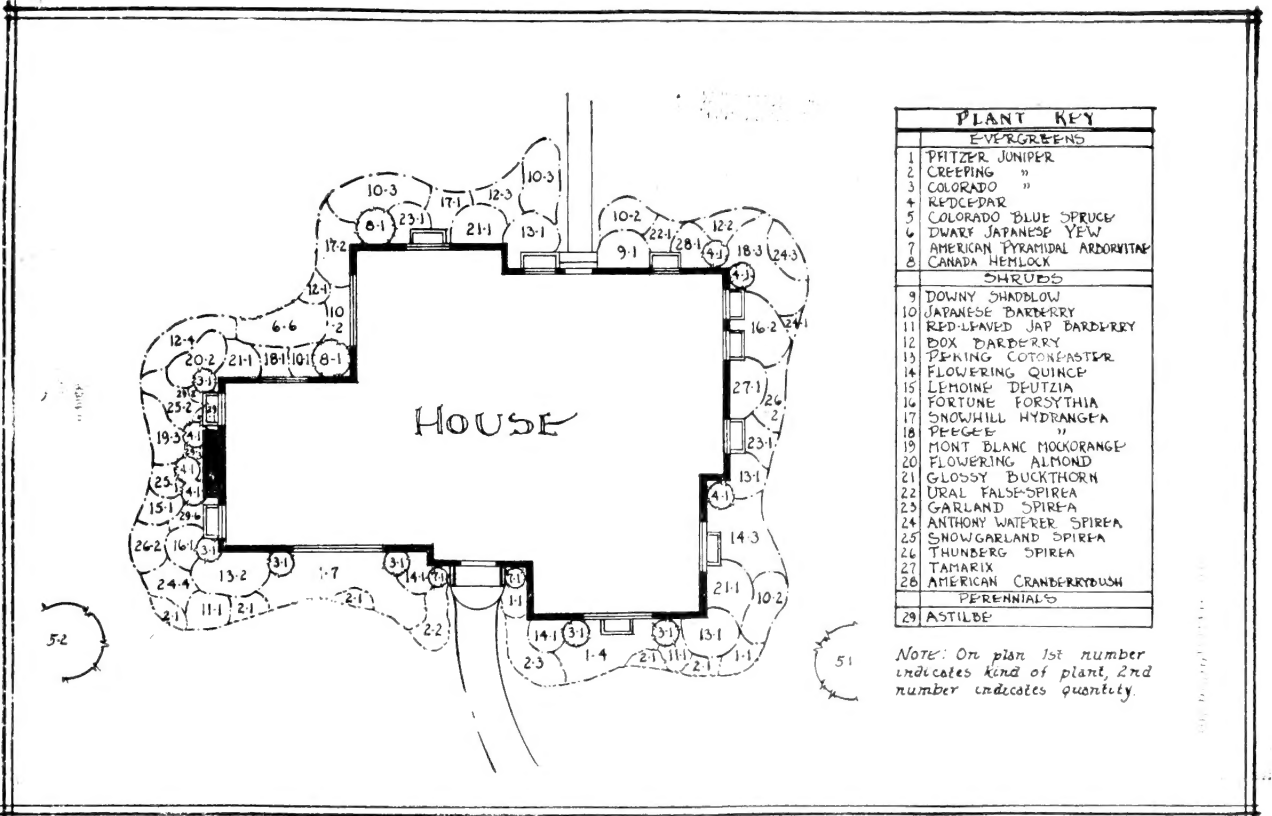 10-3
10-3
17-1
12-3
8-1
23-1
21-1
13-1
17-2
12-1
10
-2
6-6
12-4
20-2
21-1
18-1
10-1
8-1
3-1
25-2
29
19-3
4-1
4-1
4-1
25-1
15-1
29-6
26-2
16-1
3-1
24-4
13-2
3-1
1-7
3-1
14-1
7-1
2-1
11-1
2-1
2-1
2-2
5-2
10-2
22-1
28-1
12-2
9-1
4-1
18-3
24-3
4-1
16-2
24-1
27-1
26
2
23-1
13-1
4-1
14-3
21-1
10-2
7-1
1-1
14-1
3-1
3-1
13-1
2-3
1-4
2-1
11-1
2-1
1-1
51
HOUSE
PLANT KEY
EVERGREENS
1 PFITZER JUNIPER
2 CREEPING "
3 COLORADO "
4 REDCEDAR
5 COLORADO BLUE SPRUCE
6 DWARF JAPANESE YEW
7 AMERICAN PYRAMIDAL ARBORVITAE
8 CANADA HEMLOCK
SHRUBS
9 DOWNY SHADBLOW
10 JAPANESE BARBERRY
11 RED-LEAVED JAP BARBERRY
12 BOX BARBERRY
13 PEKING COTONEASTER
14 FLOWERING QUINCE
15 LEMOINE DEUTZIA
16 FORTUNE FORSYTHIA
17 SNOWHILL HYDRANGEA
18 PEEGEE "
19 MONT BLANC MOCKORANGE
20 FLOWERING ALMOND
21 GLOSSY BUCKTHORN
22 URAL FALSE-SPIREA
23 GARLAND SPIREA
24 ANTHONY WATERER SPIREA
25 SNOWGARLAND SPIREA
26 THUNBERG SPIREA
27 TAMARIX
28 AMERICAN CRANBERRYBUSH
PERENNIALS
29 ASTILBE
NOTE: On plan 1st number
indicates kind of plant, 2nd
number indicates quantity.